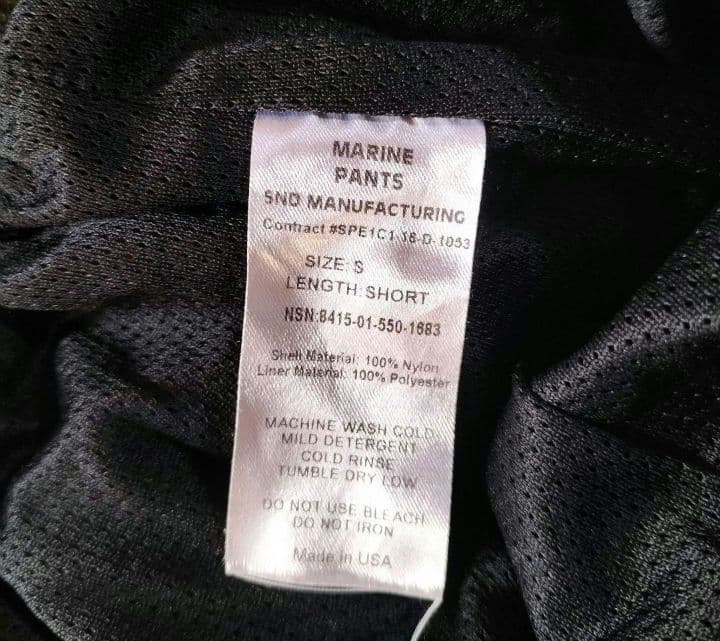 MARINE
PANTS
SND MANUFACTURING
Contract #SPE1C1-18-D-1053
SIZE: S
LENGTH: SHORT
NSN:8415-01-550-1683
Shell Material: 100% Nylon
Liner Material: 100% Polyester
MACHINE WASH COLD
MILD DETERGENT
COLD RINSE
TUMBLE DRY LOW
DO NOT USE BLEACH
DO NOT IRON
Made in USA